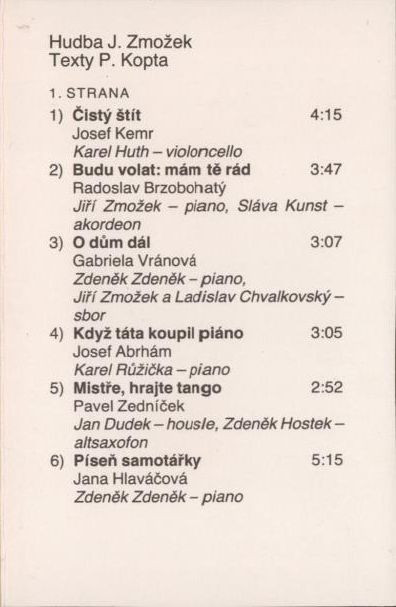 Hudba J. Zmožek
Texty P. Kopta
1. STRANA
1) Čistý štít 4:15
Josef Kemr
Karel Huth – violoncello
2) Budu volat: mám tě rád 3:47
Radoslav Brzobohatý
Jiří Zmožek – piano, Sláva Kunst –
akordeon
3) O dům dál 3:07
Gabriela Vránová
Zdeněk Zdeněk – piano,
Jiří Zmožek a Ladislav Chvalkovský –
sbor
4) Když táta koupil piáno 3:05
Josef Abrhám
Karel Růžička – piano
5) Mistře, hrajte tango 2:52
Pavel Zedníček
Jan Dudek – housle, Zdeněk Hostek –
altsaxofon
6) Píseň samotářky 5:15
Jana Hlaváčová
Zdeněk Zdeněk – piano